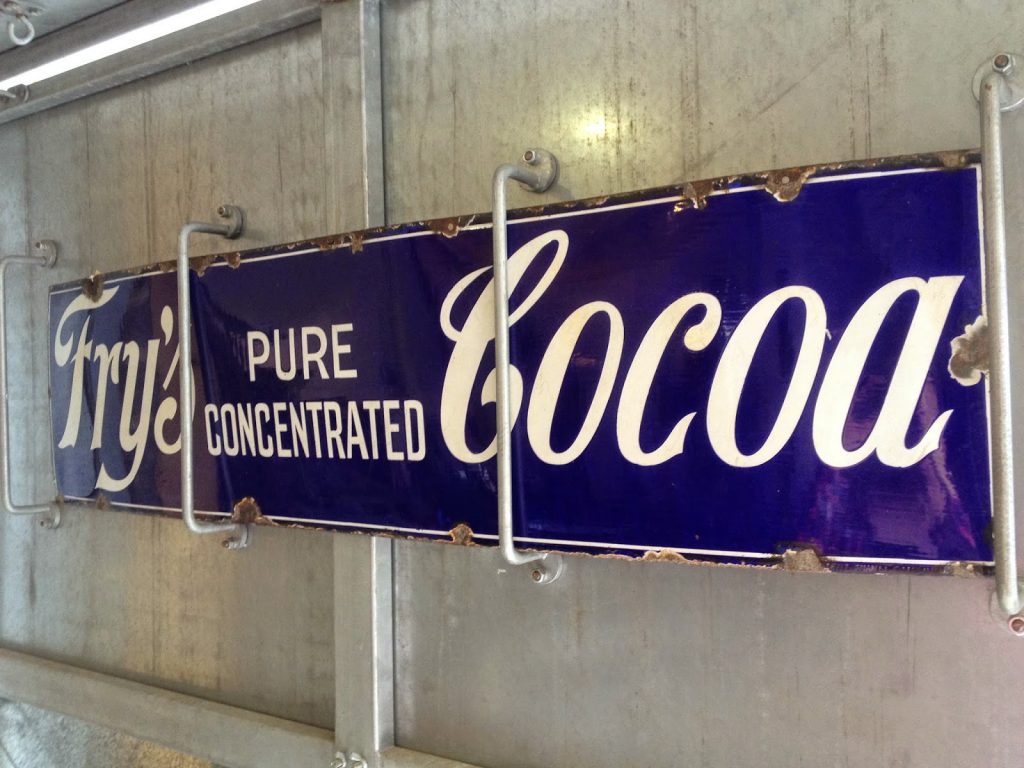 Fry's
PURE
CONCENTRATED
Cocoa